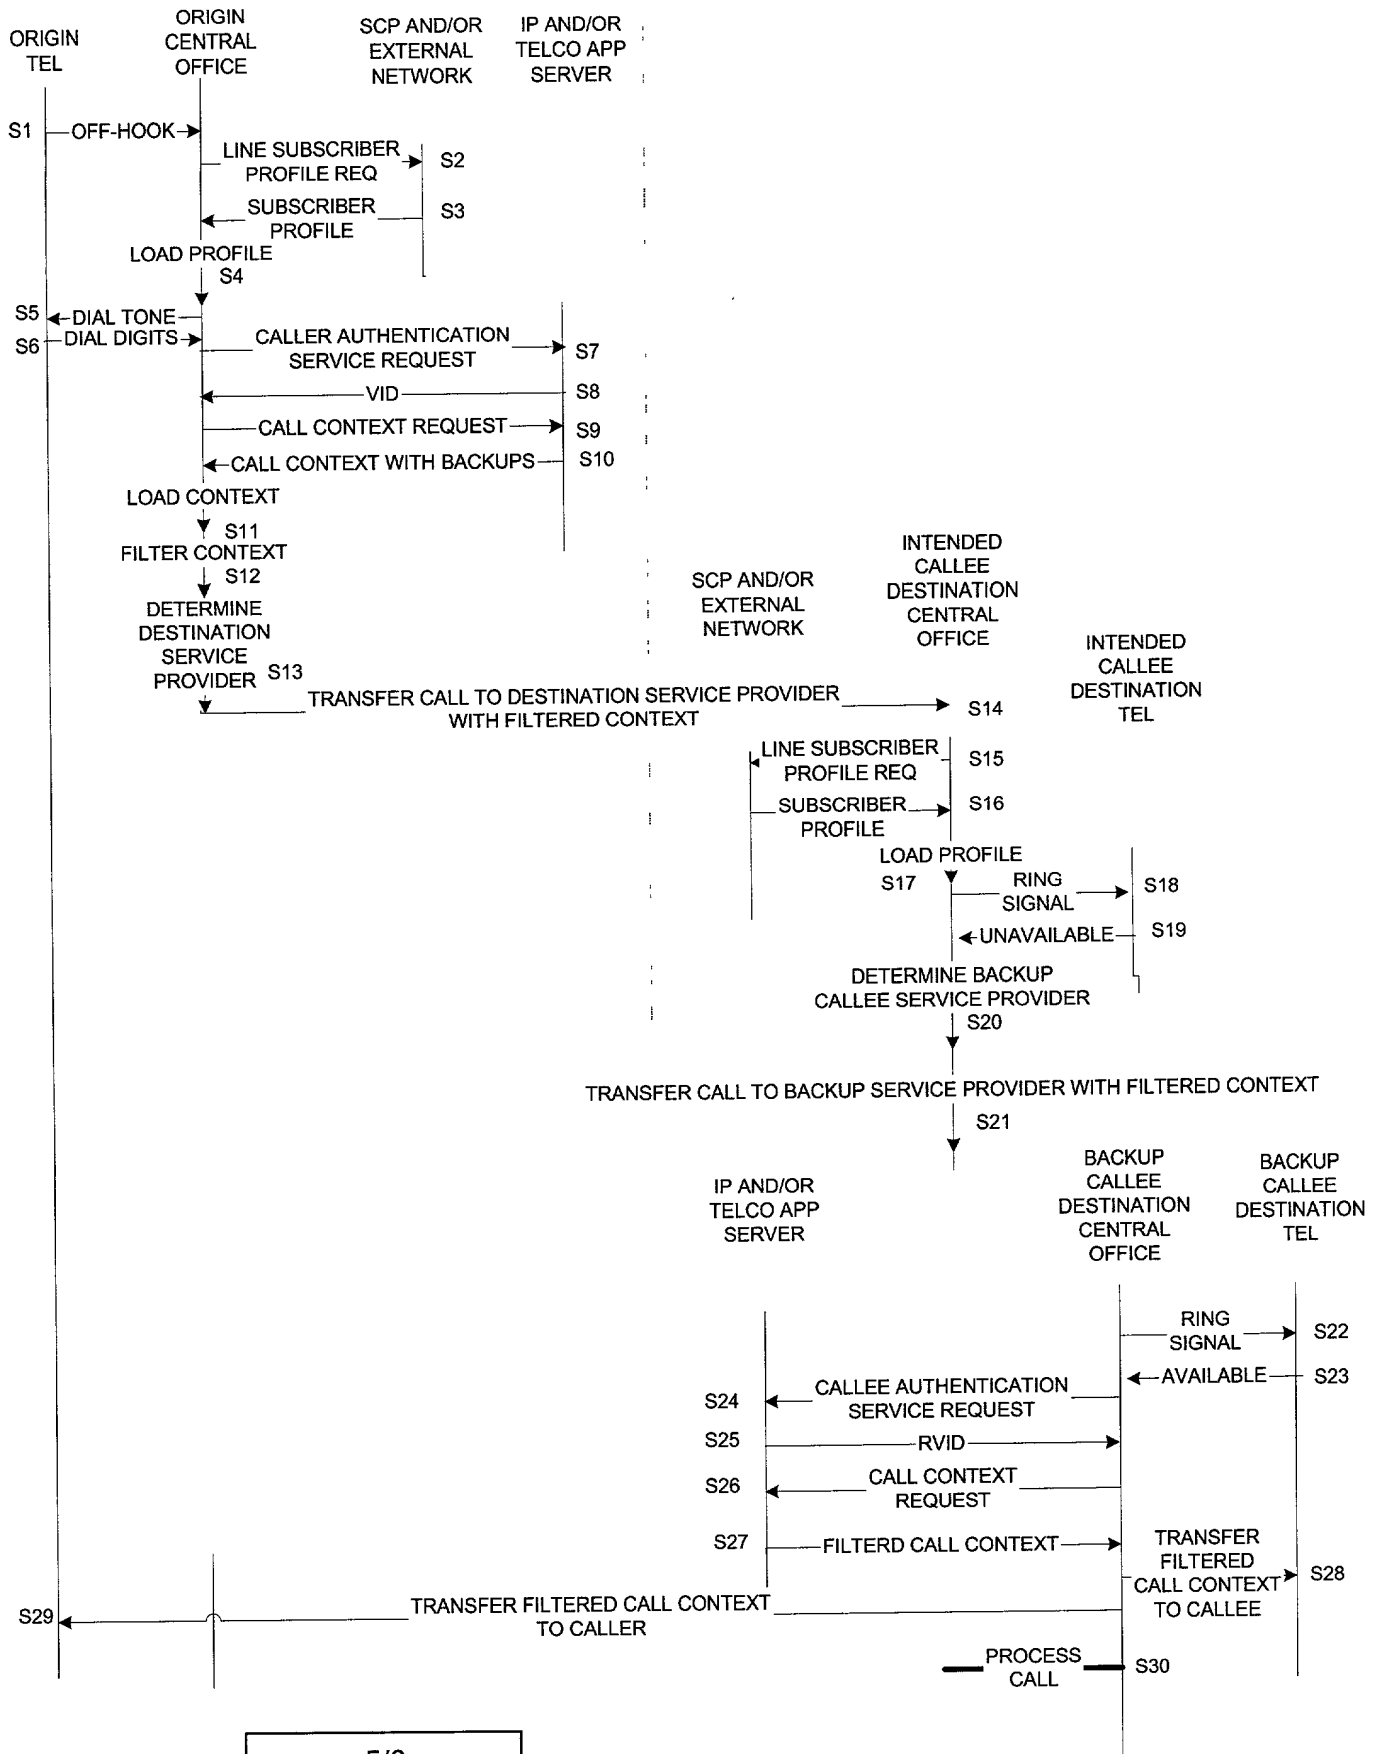 ORIGIN
TEL
ORIGIN
CENTRAL
OFFICE
SCP AND/OR
EXTERNAL
NETWORK
IP AND/OR
TELCO APP
SERVER
S1
OFF-HOOK
LINE SUBSCRIBER
PROFILE REQ
S2
SUBSCRIBER
PROFILE
S3
LOAD PROFILE
S4
S5
DIAL TONE
S6
DIAL DIGITS
CALLER AUTHENTICATION
SERVICE REQUEST
S7
VID
S8
CALL CONTEXT REQUEST
S9
CALL CONTEXT WITH BACKUPS
S10
LOAD CONTEXT
S11
FILTER CONTEXT
S12
DETERMINE
DESTINATION
SERVICE
PROVIDER
S13
SCP AND/OR
EXTERNAL
NETWORK
INTENDED
CALLEE
DESTINATION
CENTRAL
OFFICE
INTENDED
CALLEE
DESTINATION
TEL
TRANSFER CALL TO DESTINATION SERVICE PROVIDER
WITH FILTERED CONTEXT
S14
LINE SUBSCRIBER
PROFILE REQ
S15
SUBSCRIBER
PROFILE
S16
LOAD PROFILE
S17
RING
SIGNAL
S18
UNAVAILABLE
S19
DETERMINE BACKUP
CALLEE SERVICE PROVIDER
S20
TRANSFER CALL TO BACKUP SERVICE PROVIDER WITH FILTERED CONTEXT
S21
IP AND/OR
TELCO APP
SERVER
BACKUP
CALLEE
DESTINATION
CENTRAL
OFFICE
BACKUP
CALLEE
DESTINATION
TEL
RING
SIGNAL
S22
AVAILABLE
S23
S24
CALLEE AUTHENTICATION
SERVICE REQUEST
S25
RVID
S26
CALL CONTEXT
REQUEST
S27
FILTERD CALL CONTEXT
TRANSFER
FILTERED
CALL CONTEXT
TO CALLEE
S28
S29
TRANSFER FILTERED CALL CONTEXT
TO CALLER
PROCESS
CALL
S30